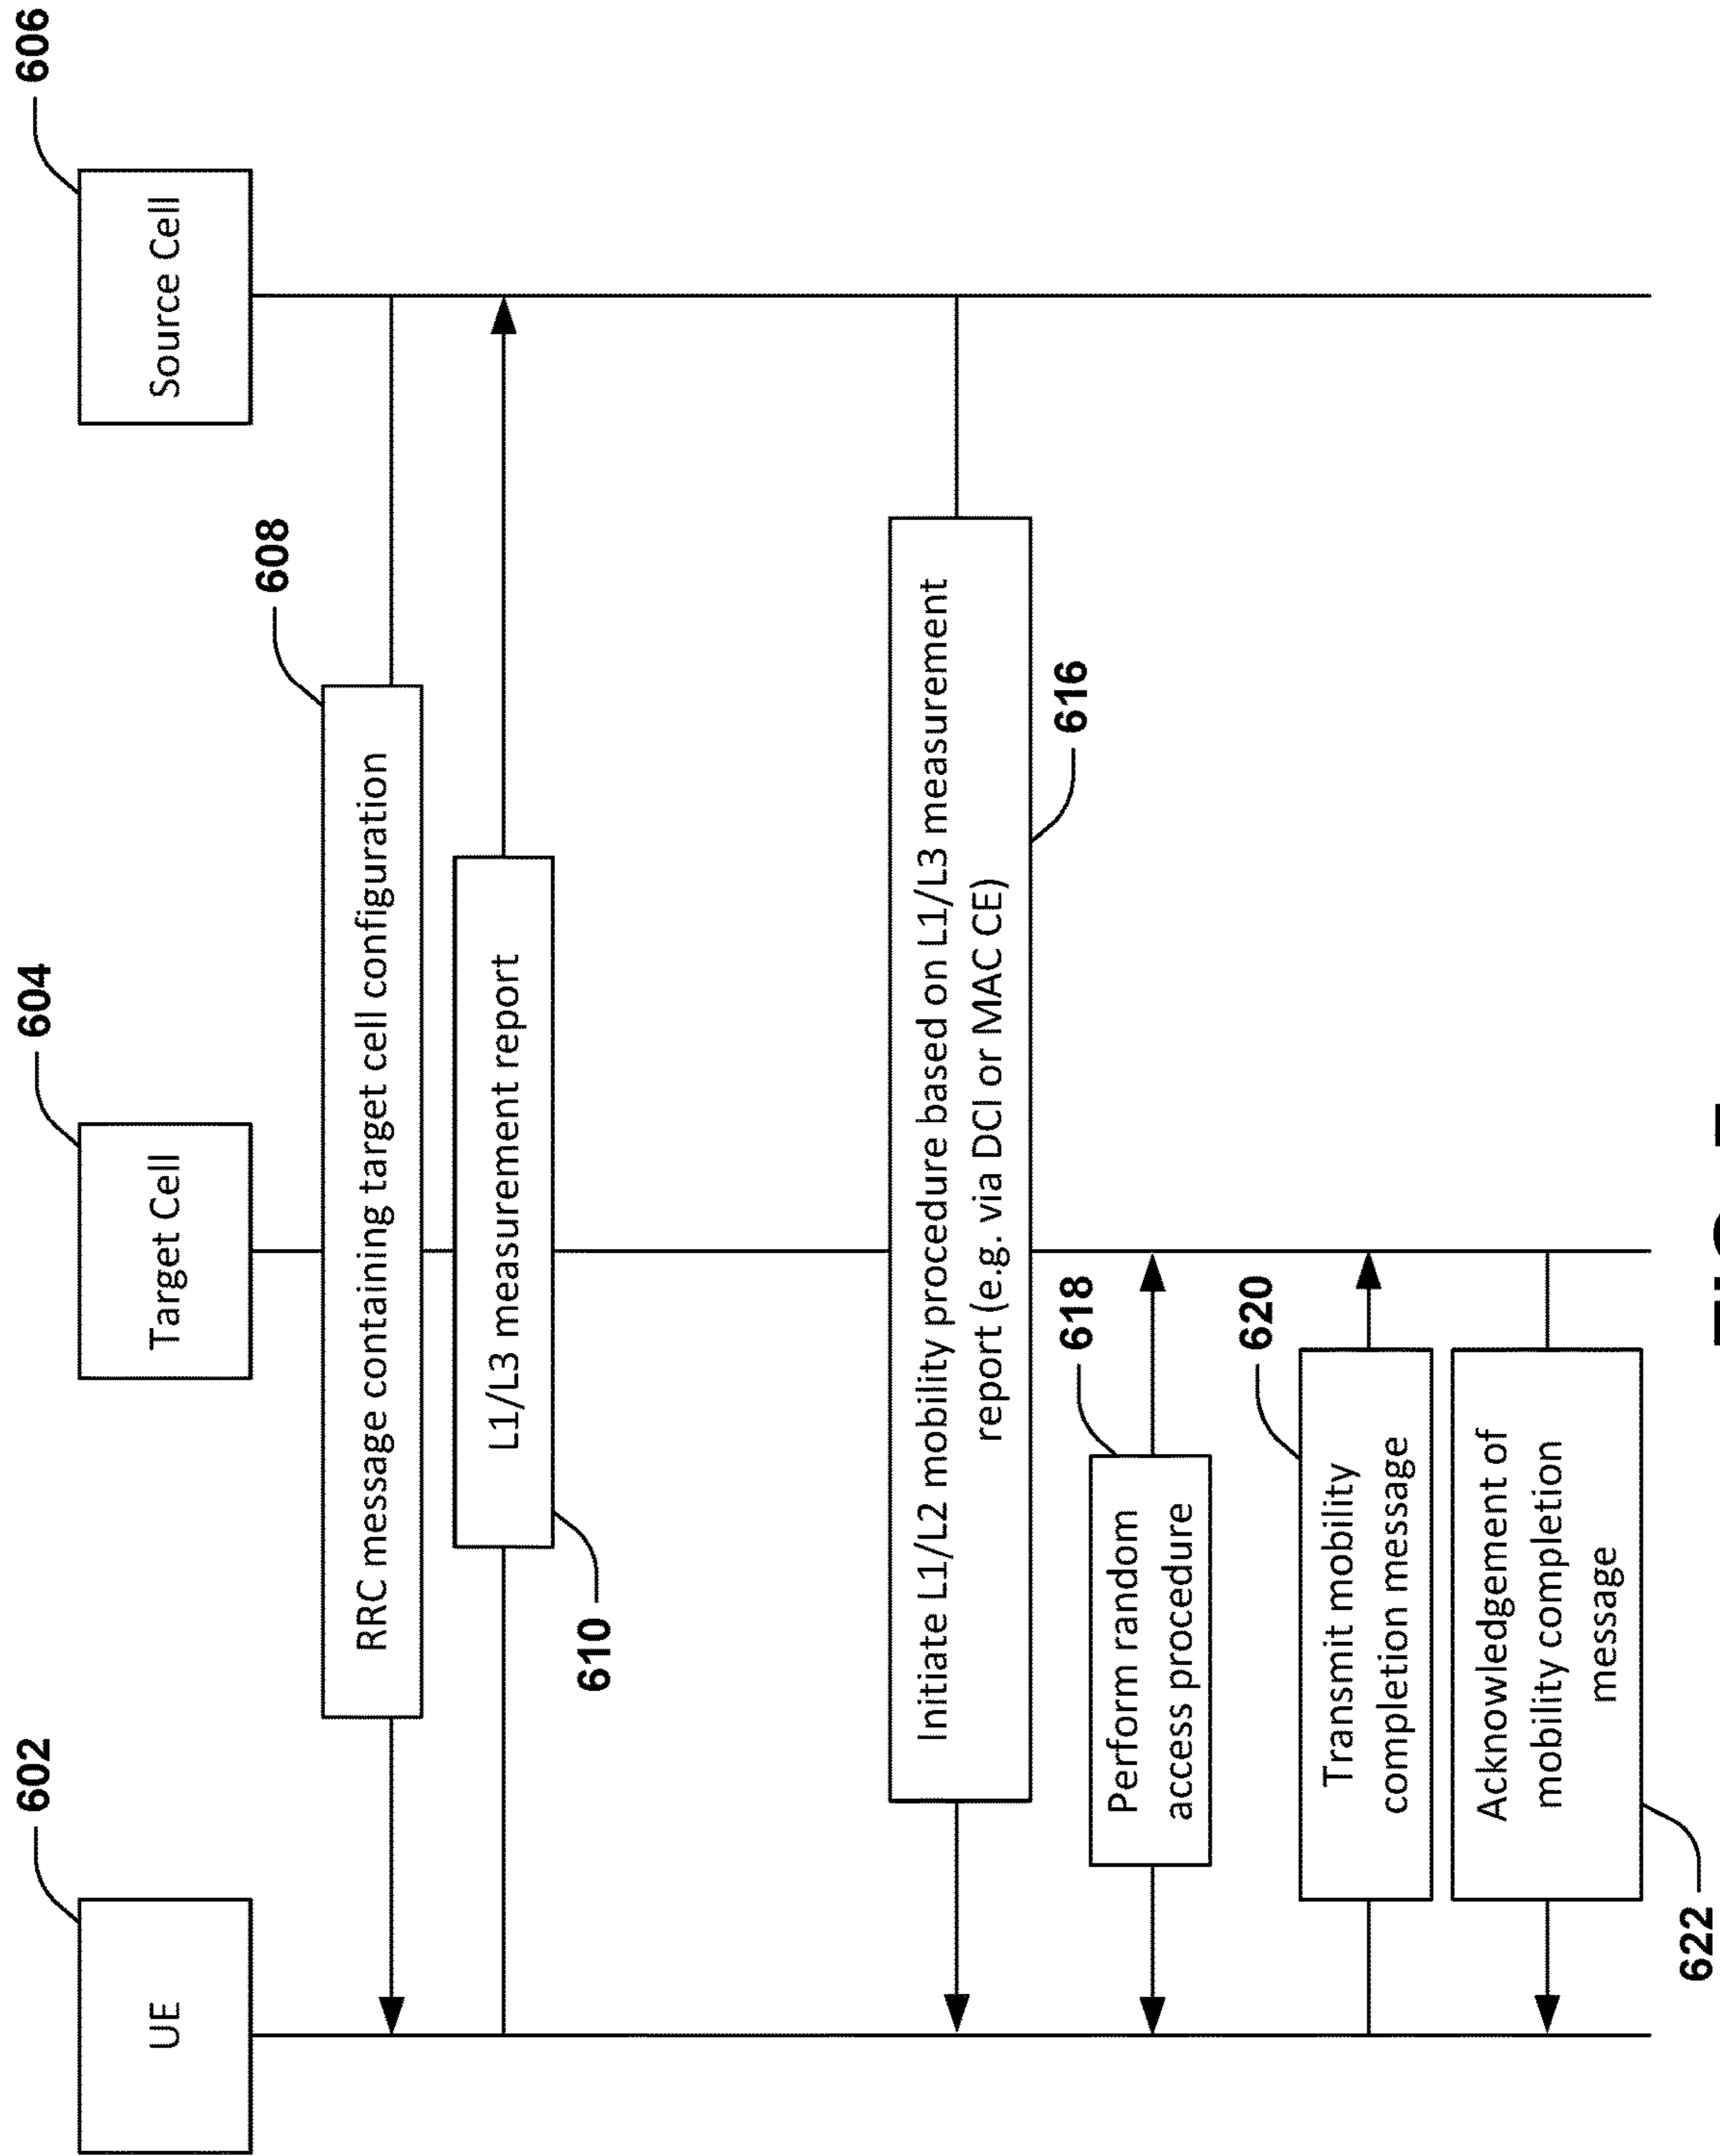 602
UE
604
Target Cell
606
Source Cell
608
RRC message containing target cell configuration
L1/L3 measurement report
610
Initiate L1/L2 mobility procedure based on L1/L3 measurement
report (e.g. via DCI or MAC CE)
616
618
Perform random
access procedure
620
Transmit mobility
completion message
Acknowledgement of
mobility completion
message
622